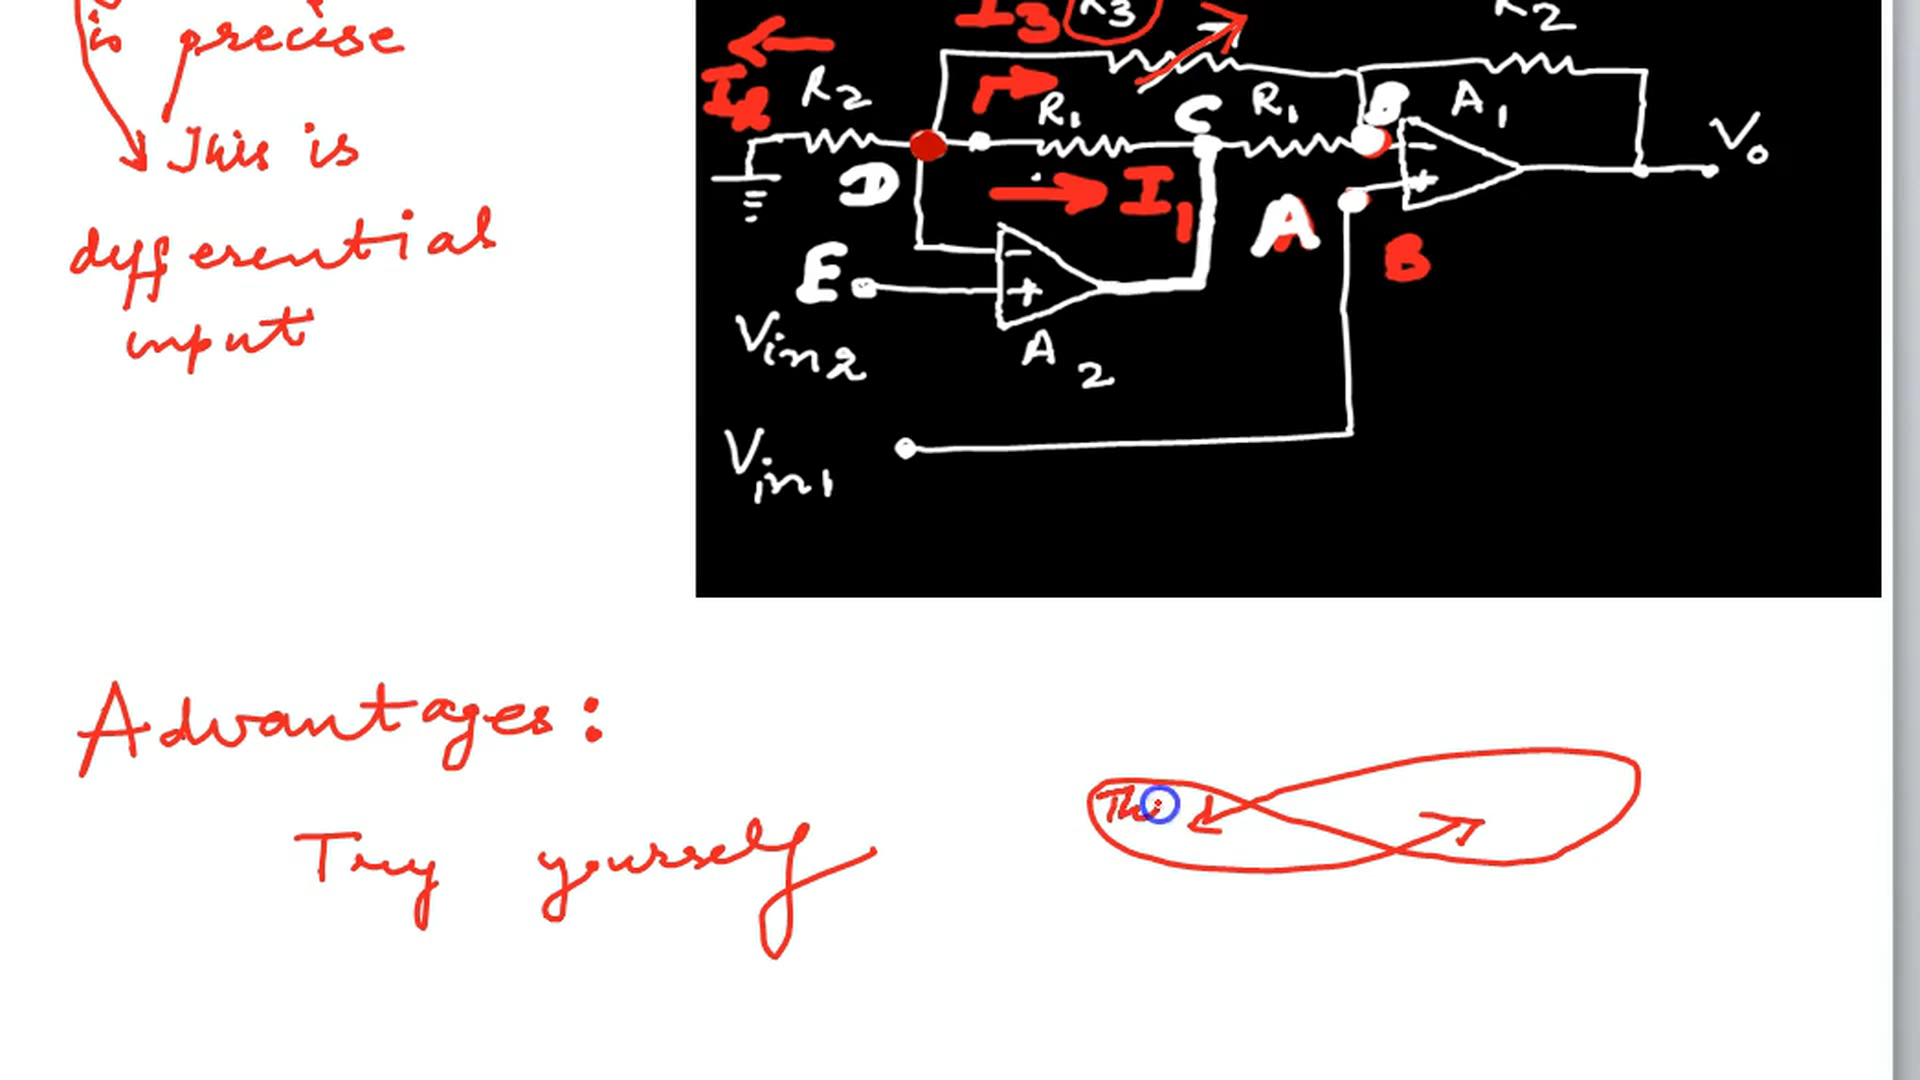 is precise
This is
differential
input
I3 R3 R2
R2 R1 C R1 B A1
D I1 A B
Vo
E
- +
- +
A2
Vin2
Vin1
Advantages:
Try yourself
Thi